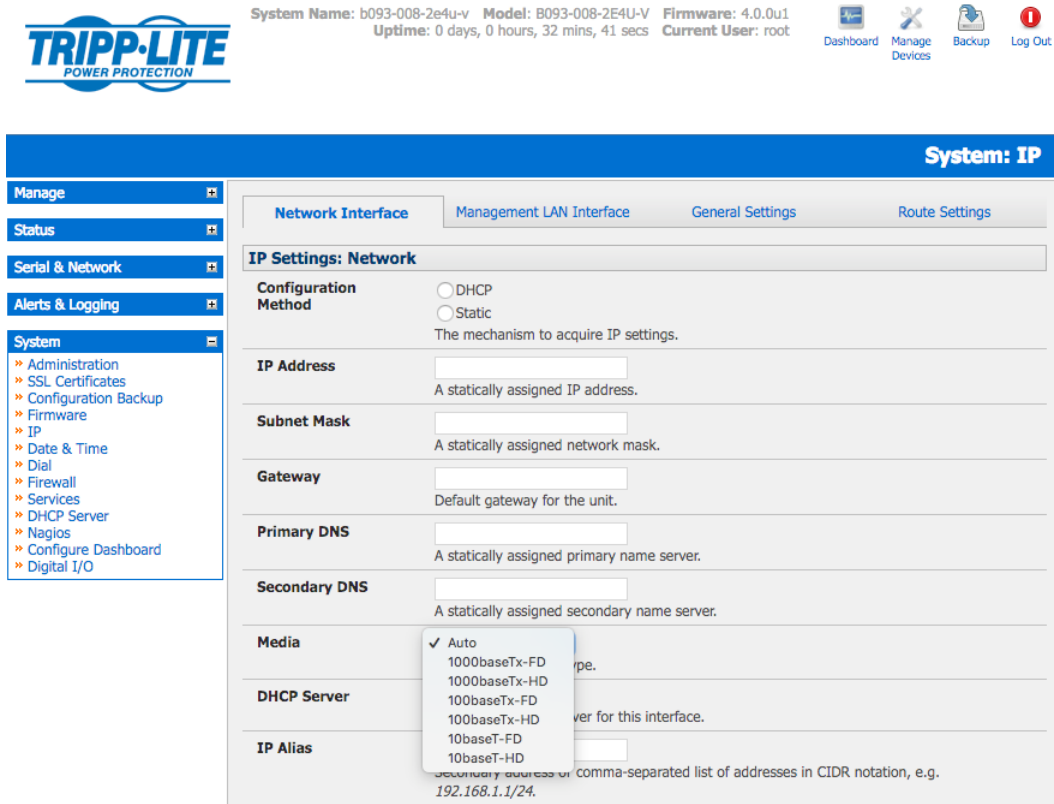 TRIPP·LITE
POWER PROTECTION
System Name: b093-008-2e4u-v Model: B093-008-2E4U-V Firmware: 4.0.0u1
Uptime: 0 days, 0 hours, 32 mins, 41 secs Current User: root
Dashboard
Manage
Devices
Backup
Log Out
System: IP
Manage
Status
Serial & Network
Alerts & Logging
System
» Administration
» SSL Certificates
» Configuration Backup
» Firmware
» IP
» Date & Time
» Dial
» Firewall
» Services
» DHCP Server
» Nagios
» Configure Dashboard
» Digital I/O
Network Interface
Management LAN Interface
General Settings
Route Settings
IP Settings: Network
Configuration
Method
DHCP
Static
The mechanism to acquire IP settings.
IP Address
A statically assigned IP address.
Subnet Mask
A statically assigned network mask.
Gateway
Default gateway for the unit.
Primary DNS
A statically assigned primary name server.
Secondary DNS
A statically assigned secondary name server.
Media
✓ Auto
1000baseTx-FD
1000baseTx-HD
100baseTx-FD
100baseTx-HD
10baseT-FD
10baseT-HD
DHCP Server
for this interface.
IP Alias
Secondary address or comma-separated list of addresses in CIDR notation, e.g.
192.168.1.1/24.